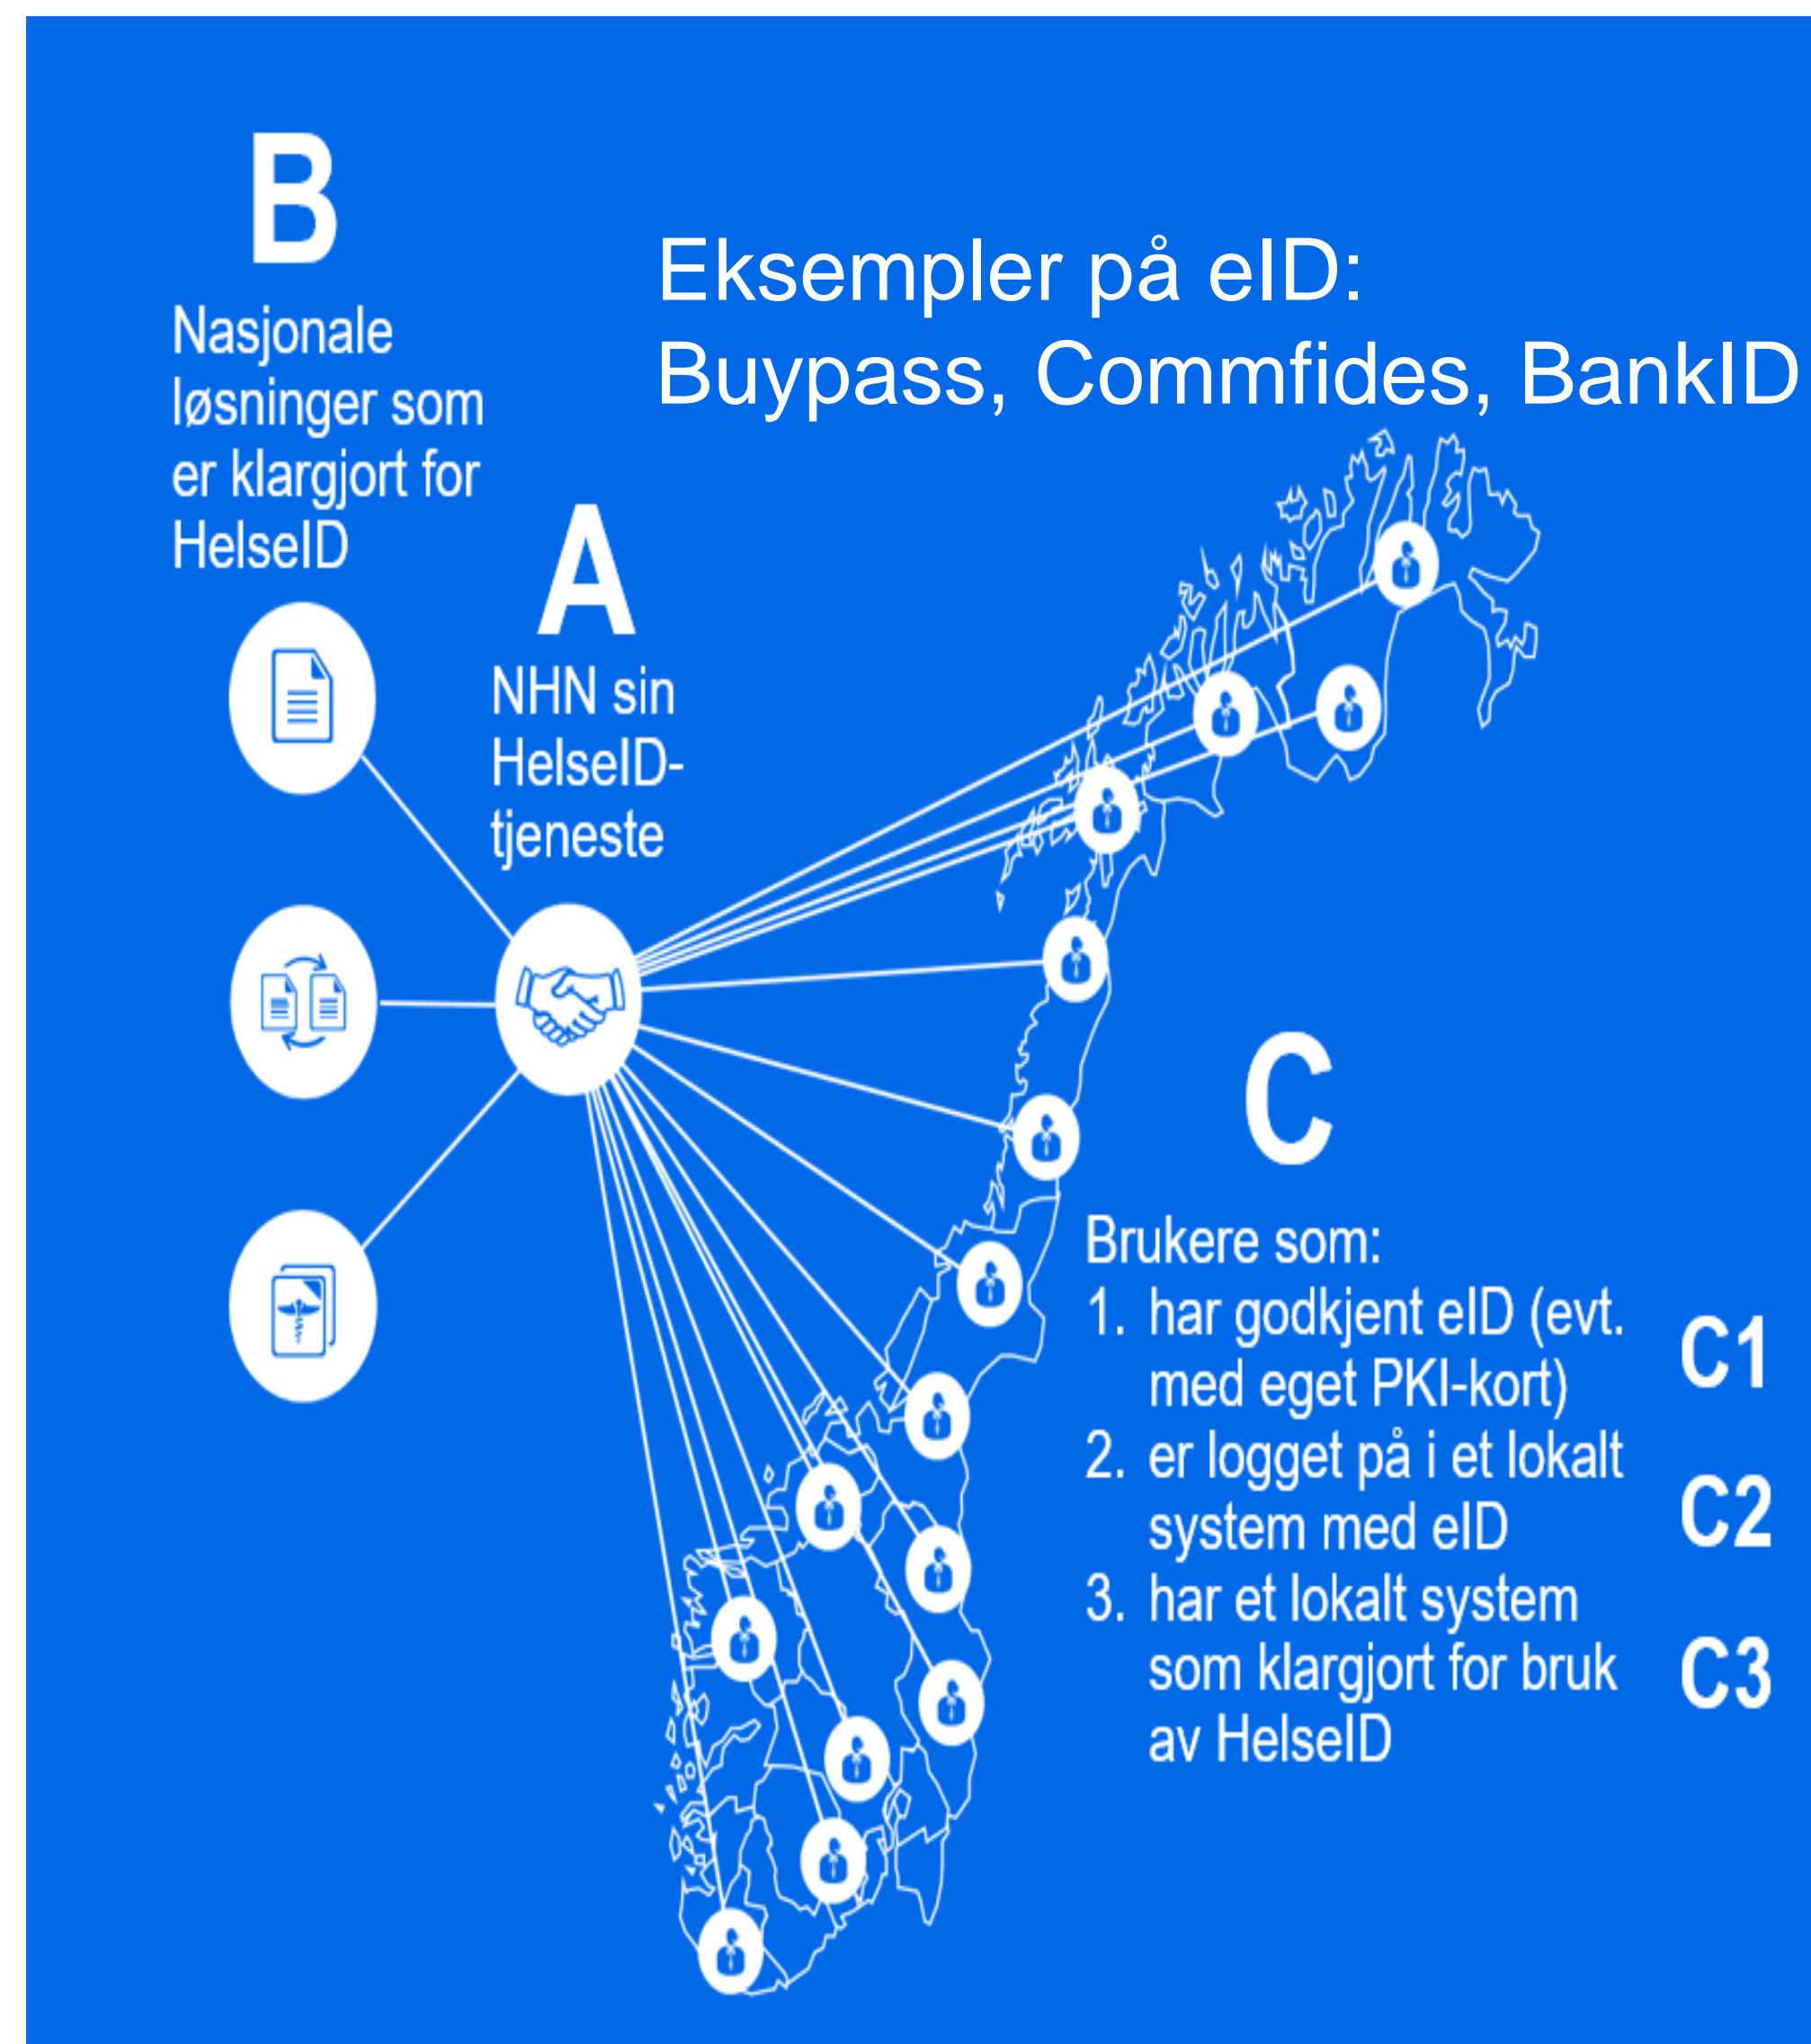 B
Nasjonale
løsninger som
er klargjort for
HelseID
Eksempler på eID:
Buypass, Commfides, BankID
A
NHN sin
HelseID-
tjeneste
C
Brukere som:
1. har godkjent eID (evt.
med eget PKI-kort)
C1
2. er logget på i et lokalt
system med eID
C2
3. har et lokalt system
som klargjort for bruk
av HelseID
C3